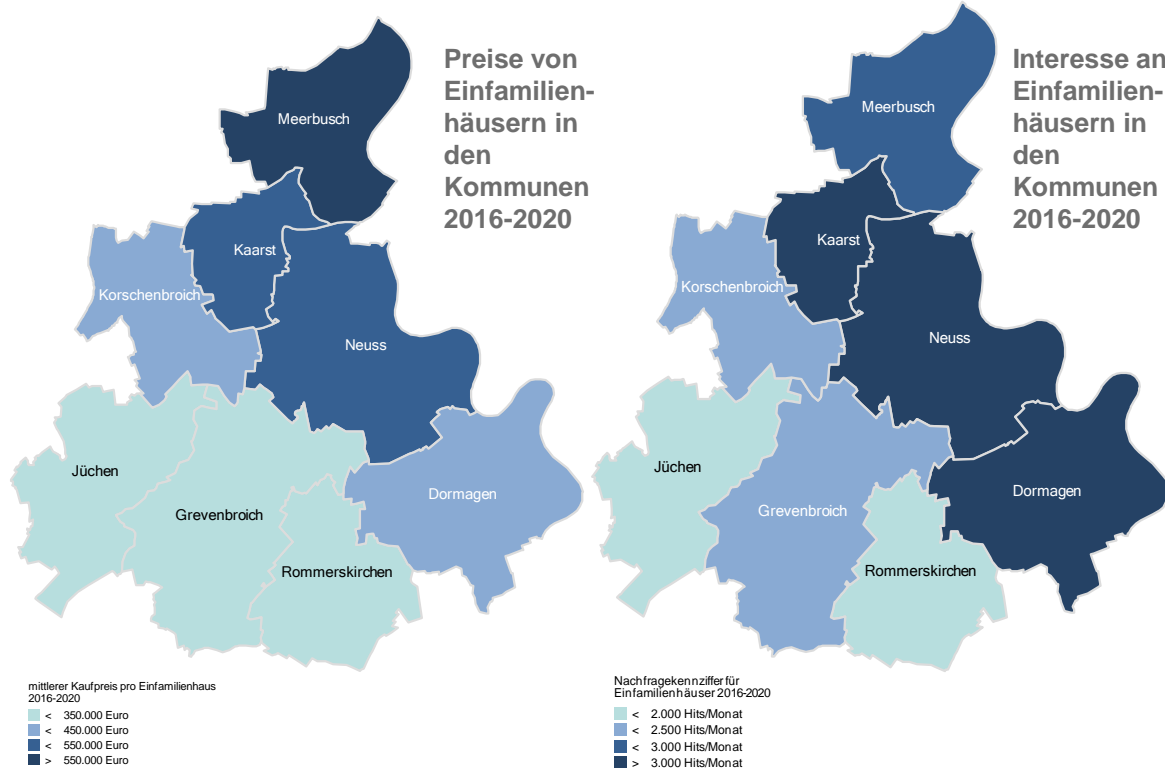 Preise von
Einfamilien-
häusern in
den
Kommunen
2016-2020
Meerbusch
Kaarst
Korschenbroich
Neuss
Jüchen
Grevenbroich
Dormagen
Rommerskirchen
mittlerer Kaufpreis pro Einfamilienhaus
2016-2020
< 350.000 Euro
< 450.000 Euro
< 550.000 Euro
> 550.000 Euro
Interesse an
Einfamilien-
häusern in
den
Kommunen
2016-2020
Meerbusch
Kaarst
Korschenbroich
Neuss
Jüchen
Grevenbroich
Dormagen
Rommerskirchen
Nachfragekennziffer für
Einfamilienhäuser 2016-2020
< 2.000 Hits/Monat
< 2.500 Hits/Monat
< 3.000 Hits/Monat
> 3.000 Hits/Monat